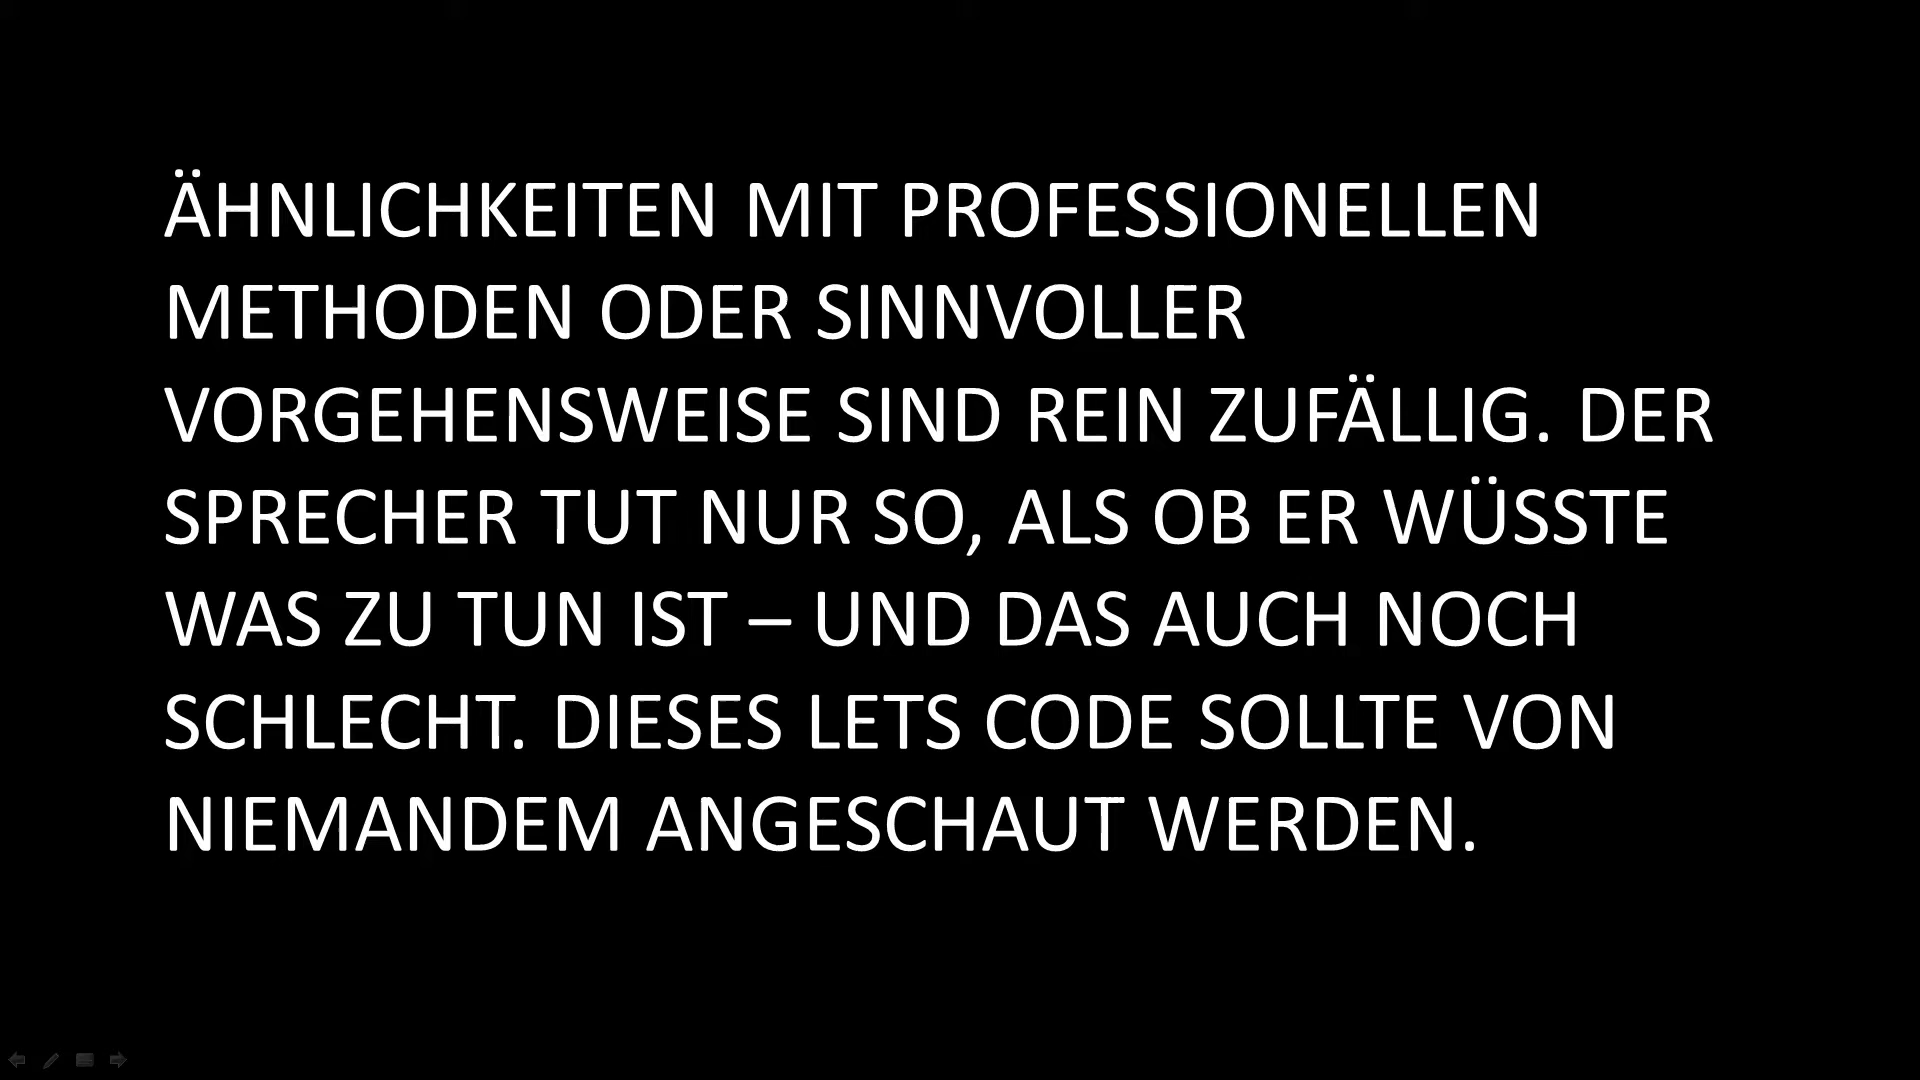 ÄHNLICHKEITEN MIT PROFESSIONELLEN
METHODEN ODER SINNVOLLER
VORGEHENSWEISE SIND REIN ZUFÄLLIG. DER
SPRECHER TUT NUR SO, ALS OB ER WÜSSTE
WAS ZU TUN IST – UND DAS AUCH NOCH
SCHLECHT. DIESES LETS CODE SOLLTE VON
NIEMANDEM ANGESCHAUT WERDEN.